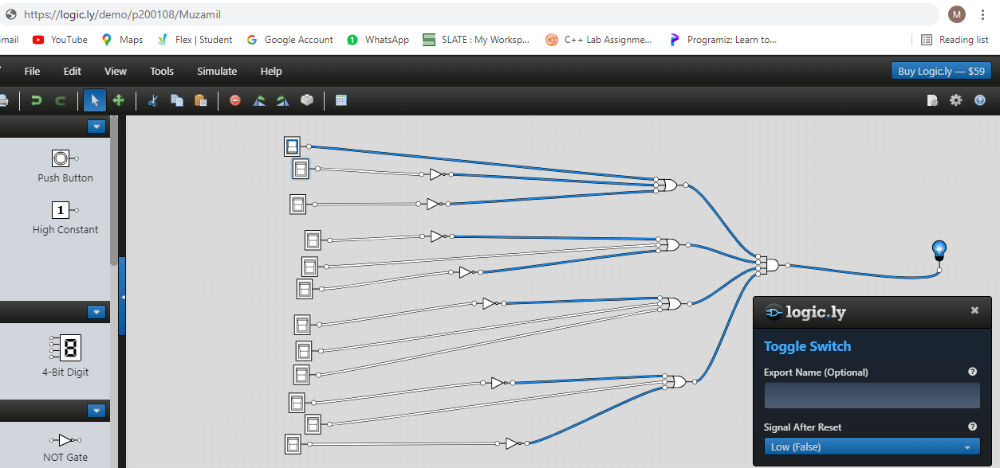 https://logic.ly/demo/p200108/Muzamil
M
mail YouTube Maps Flex | Student Google Account 1 WhatsApp SLATE : My Worksp... C++ Lab Assignme... Programiz: Learn to... Reading list
File Edit View Tools Simulate Help Buy Logic.ly — $59
Push Button
1
High Constant
8
4-Bit Digit
NOT Gate
logic.ly
Toggle Switch
Export Name (Optional)
Signal After Reset
Low (False)